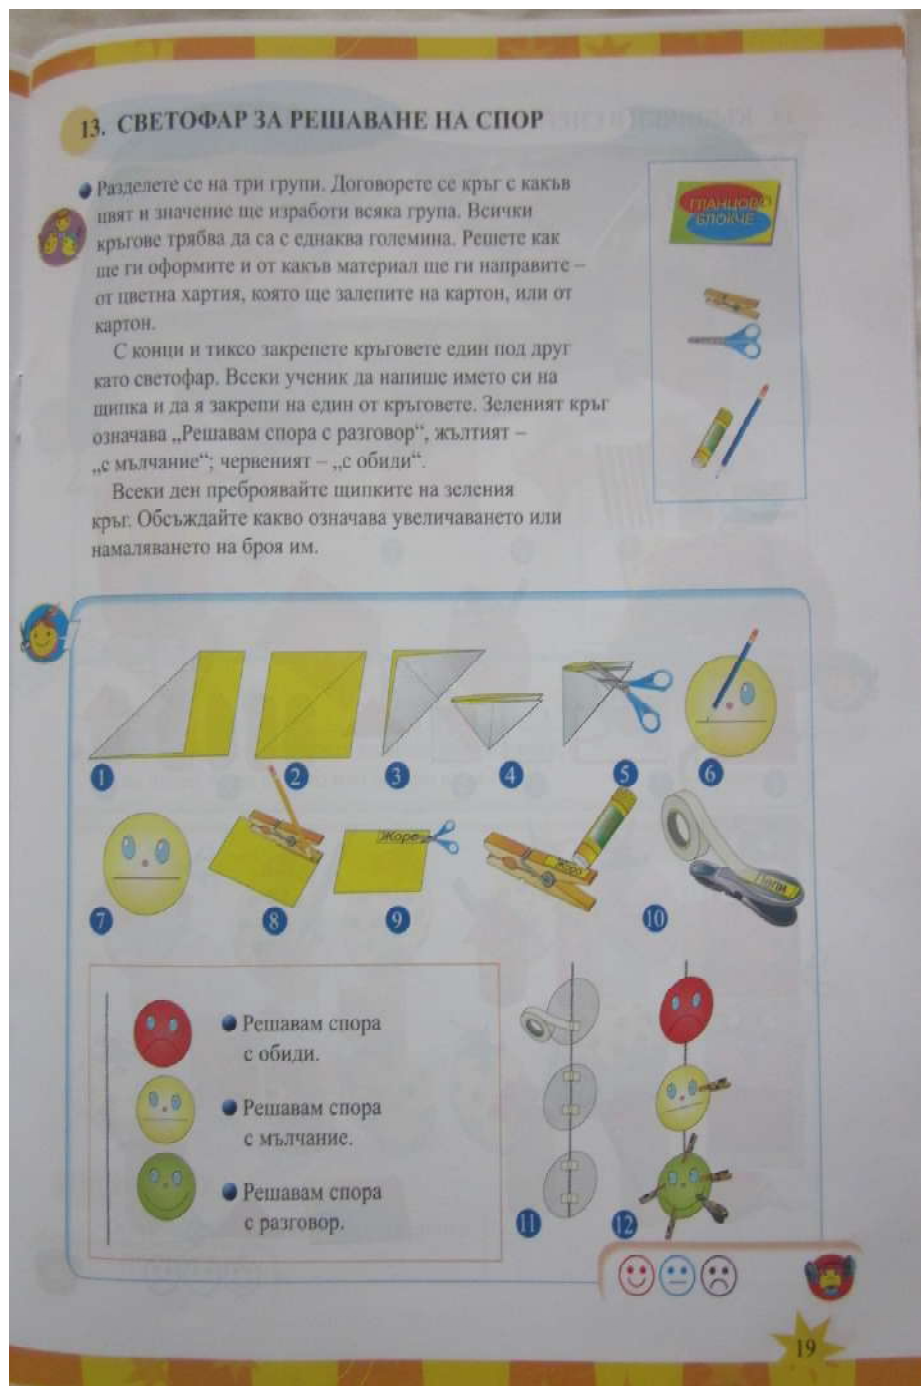 13. СВЕТОФАР ЗА РЕШАВАНЕ НА СПОР
Разделете се на три групи. Договорете се кръг с какъв
цвят и значение ще изработи всяка група. Всички
кръгове трябва да са с еднаква големина. Решете как
ще ги оформите и от какъв материал ще ги направите –
от цветна хартия, която ще залепите на картон, или от
картон.
С конци и тиксо закрепете кръговете един под друг
като светофар. Всеки ученик да напише името си на
щипка и да я закрепи на един от кръговете. Зеленият кръг
означава „Решавам спора с разговор“, жълтият –
„с мълчание“; червеният – „с обиди“.
Всеки ден преброявайте щипките на зеления
кръг. Обсъждайте какво означава увеличаването или
намаляването на броя им.
ГЛАНЦОВО
БЛОКЧЕ
1 2 3 4 5 6
Жоро
Жоро
7 8 9 10
Решавам спора
с обиди.
Решавам спора
с мълчание.
Решавам спора
с разговор.
11 12
19